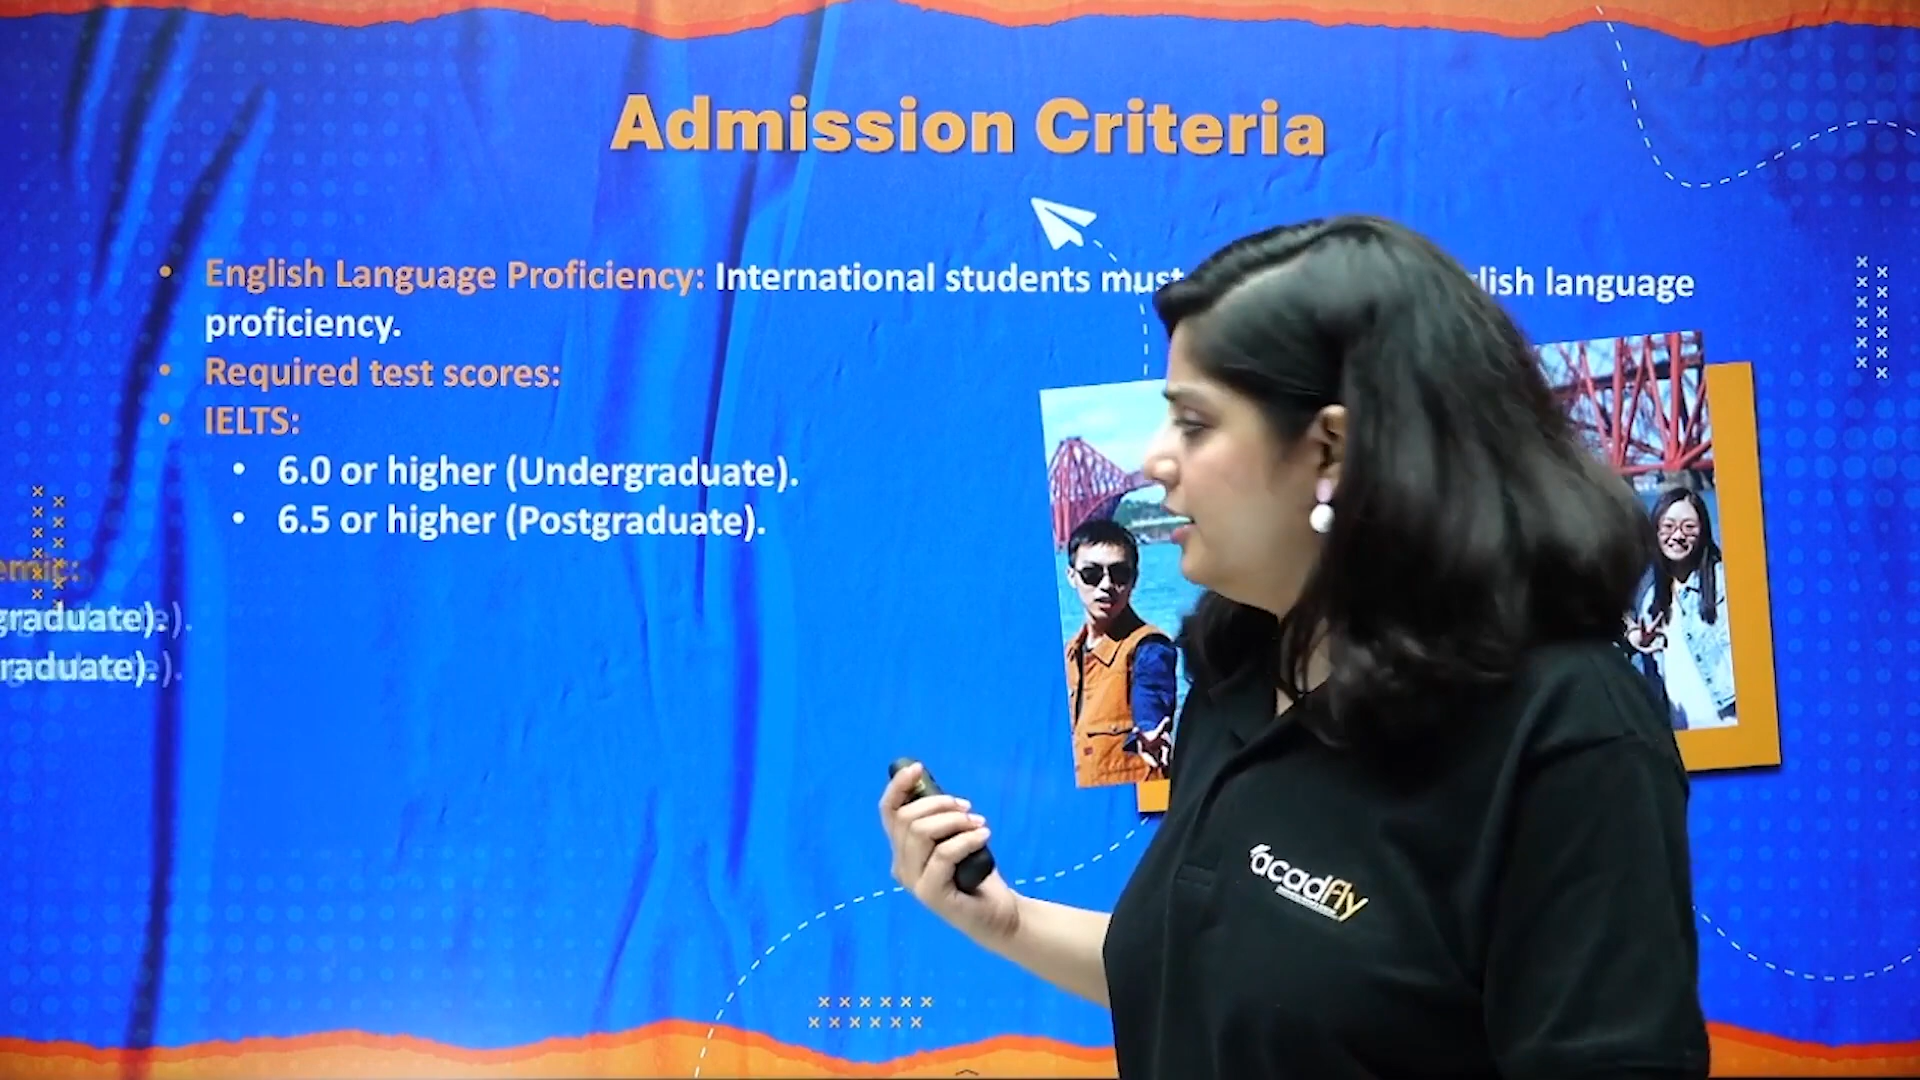 Admission Criteria
• English Language Proficiency: International students must language
proficiency.
• Required test scores:
• IELTS:
• 6.0 or higher (Undergraduate).
• 6.5 or higher (Postgraduate).
graduate).
raduate).
acadfly